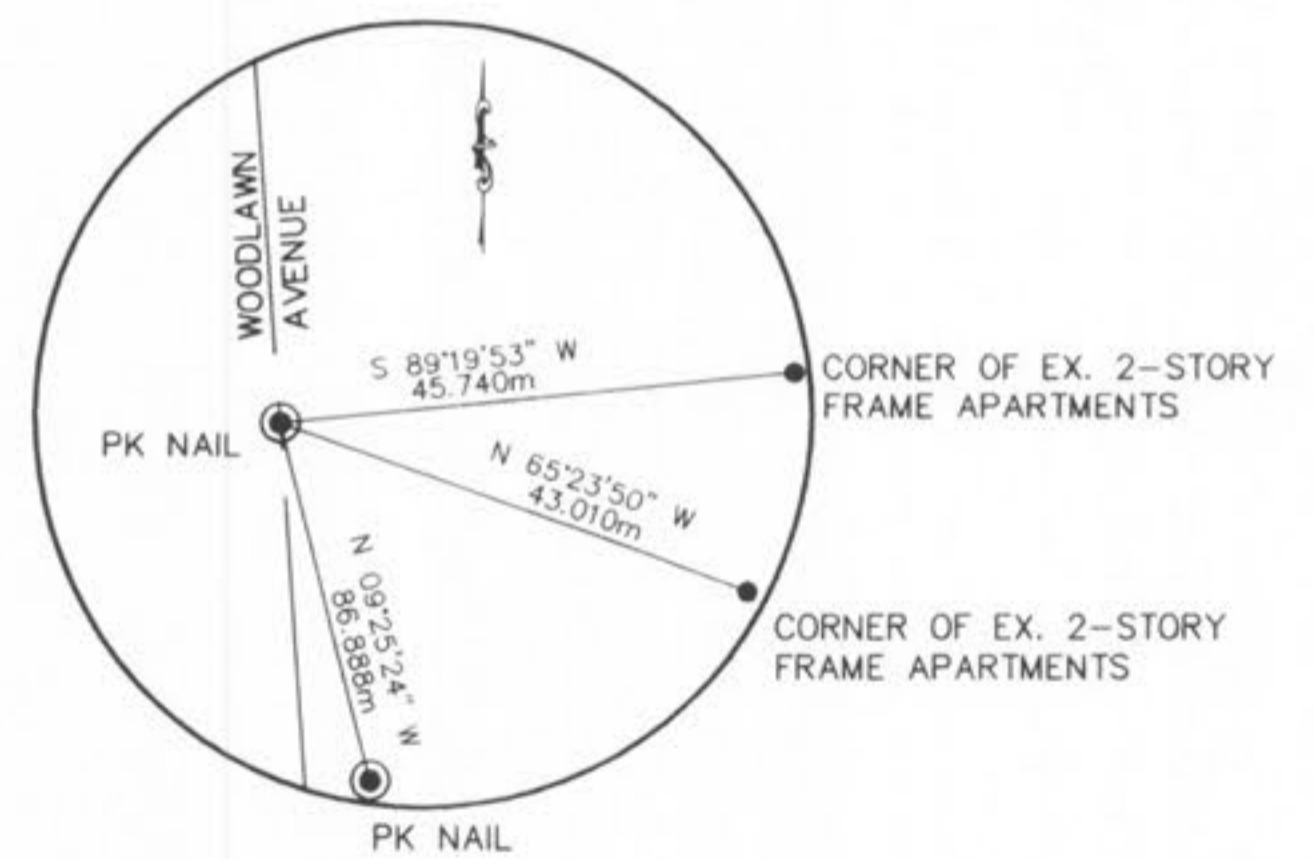 WOODLAWN
AVENUE
S 89°19'53" W
45.740m
CORNER OF EX. 2-STORY
FRAME APARTMENTS
PK NAIL
N 65°23'50" W
43.010m
N 09°25'24" W
86.888m
CORNER OF EX. 2-STORY
FRAME APARTMENTS
PK NAIL